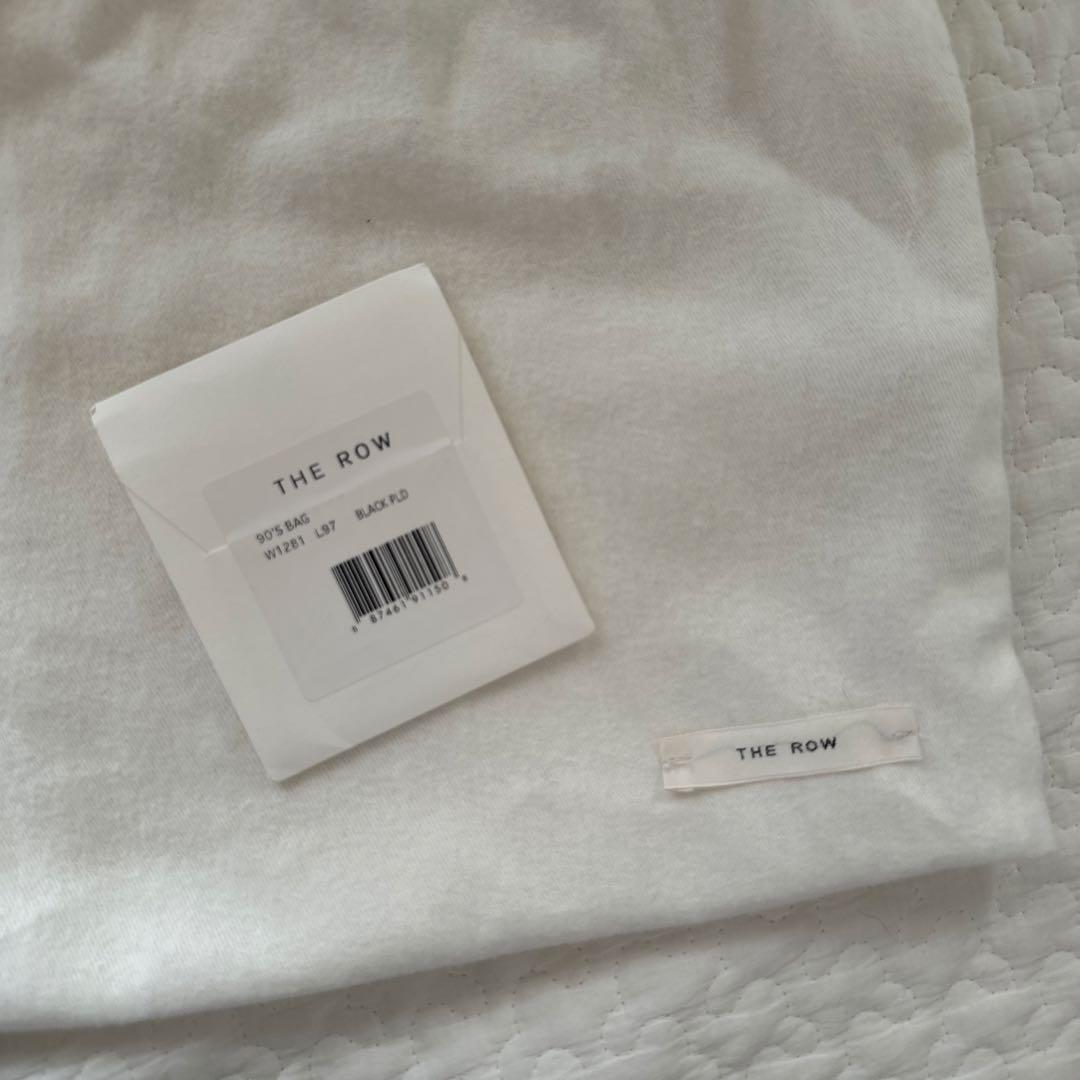 THE ROW
90'S BAG
W1281 L97 BLACK PLD
8 87461 91150 8
THE ROW